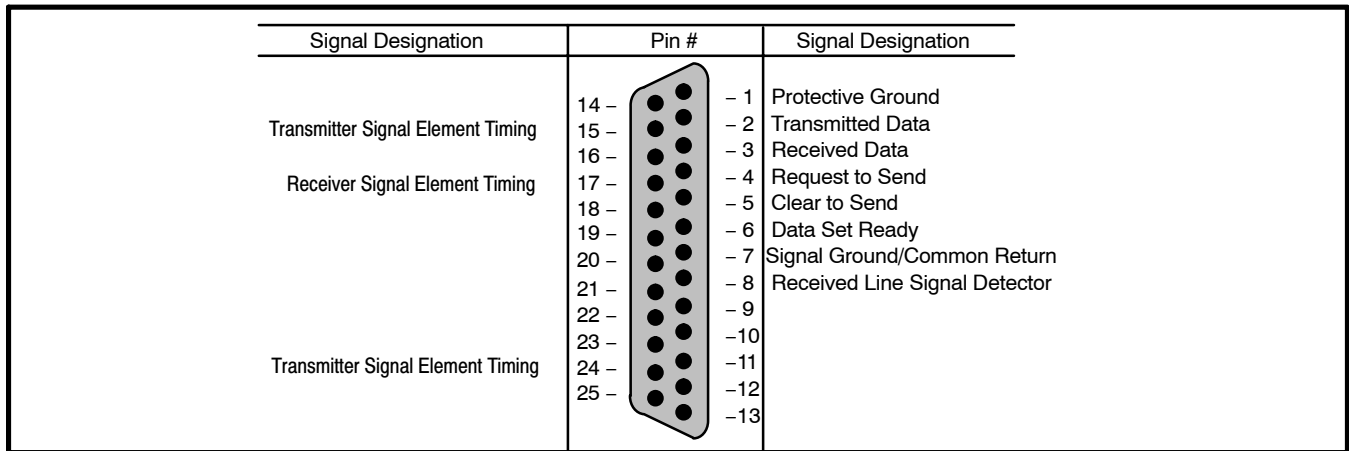 Signal Designation Pin # Signal Designation
14 – – 1 Protective Ground
Transmitter Signal Element Timing 15 – – 2 Transmitted Data
16 – – 3 Received Data
Receiver Signal Element Timing 17 – – 4 Request to Send
18 – – 5 Clear to Send
19 – – 6 Data Set Ready
20 – – 7 Signal Ground/Common Return
21 – – 8 Received Line Signal Detector
22 – – 9
23 – –10
Transmitter Signal Element Timing 24 – –11
25 – –12
–13